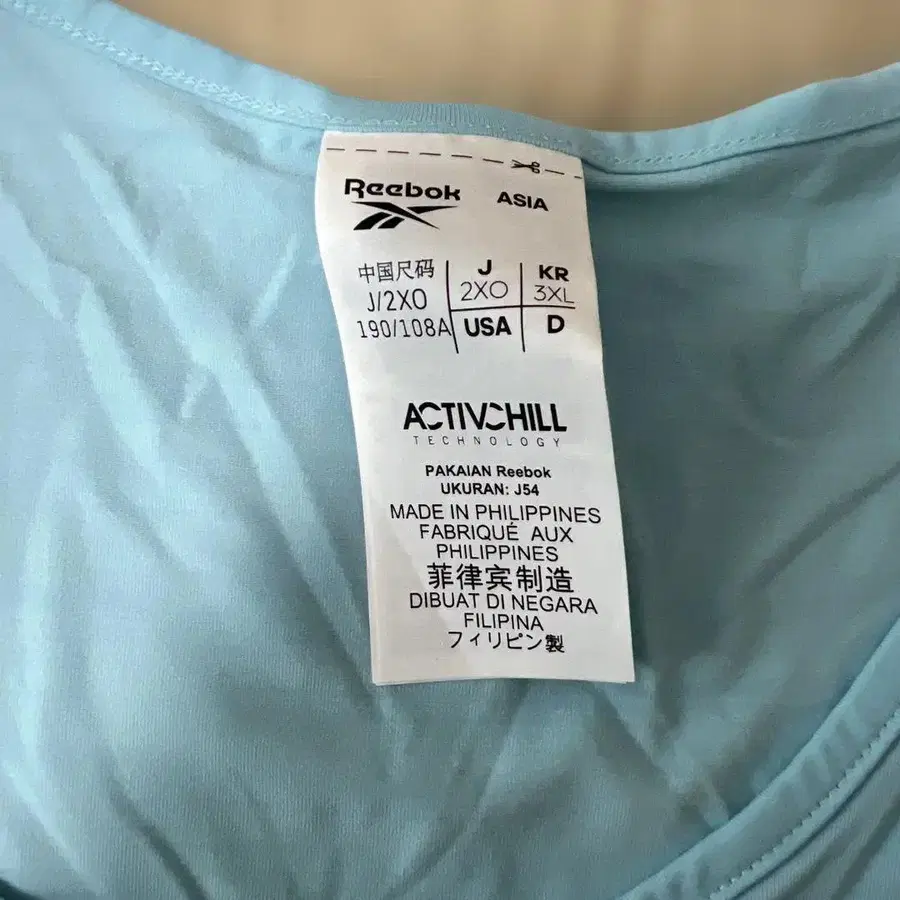 Reebok ASIA
中国尺码 J KR
J/2XO 2XO 3XL
190/108A USA D
ACTIVCHILL
TECHNOLOGY
PAKAIAN Reebok
UKURAN: J54
MADE IN PHILIPPINES
FABRIQUÉ AUX
PHILIPPINES
菲律宾制造
DIBUAT DI NEGARA
FILIPINA
フィリピン製